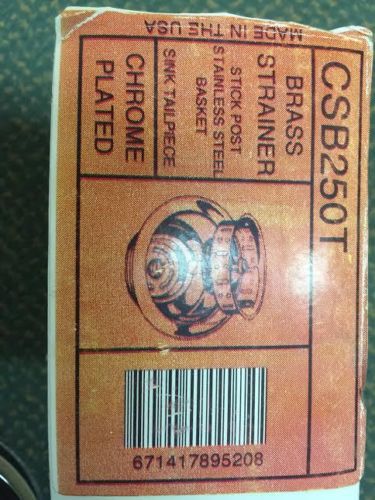 CSB250T
BRASS
STRAINER
STICK POST
STAINLESS STEEL
BASKET
SINK TAILPIECE
CHROME
PLATED
MADE IN THE USA
671417895208